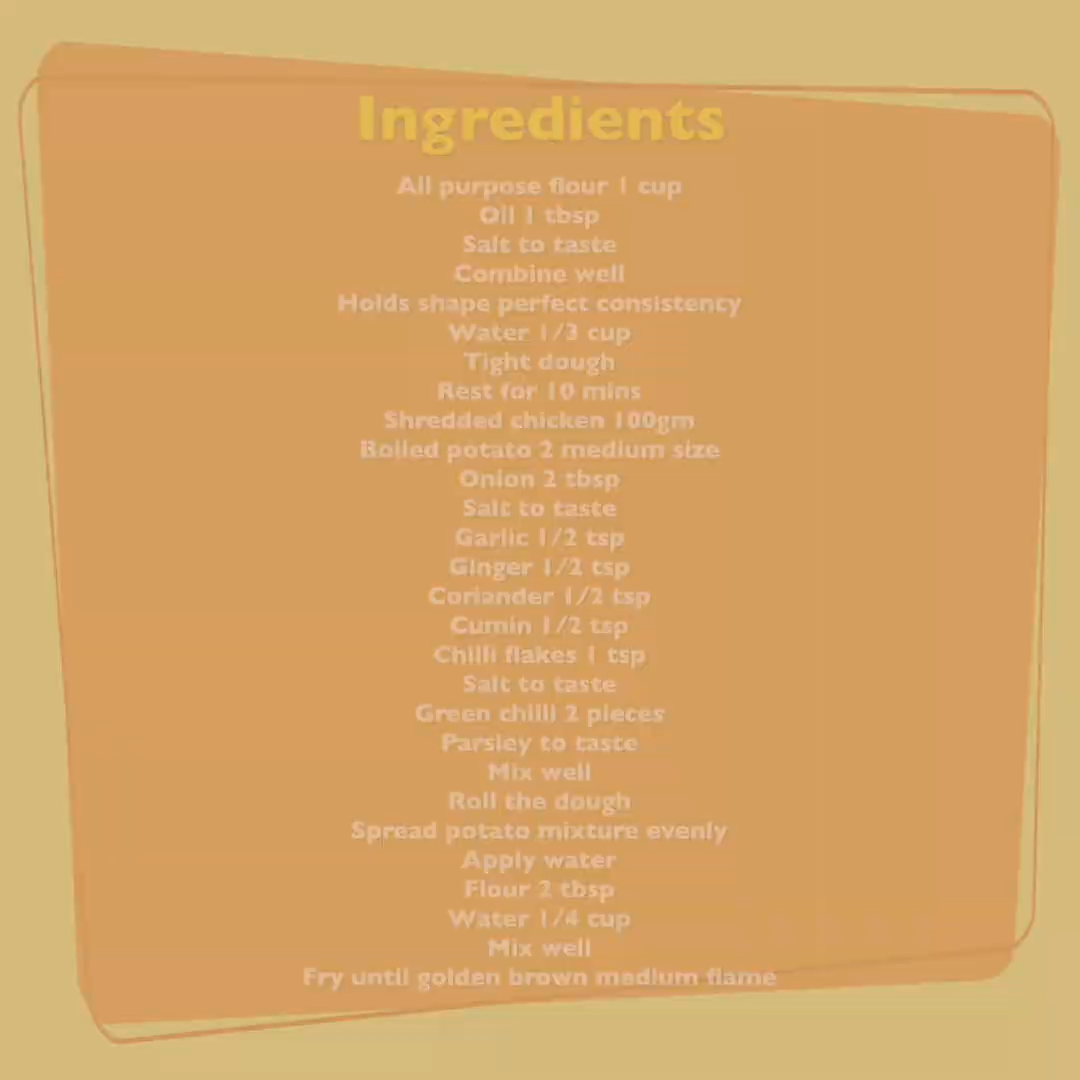 Ingredients
All purpose flour 1 cup
Oil 1 tbsp
Salt to taste
Combine well
Holds shape perfect consistency
Water 1/3 cup
Tight dough
Rest for 10 mins
Shredded chicken 100gm
Boiled potato 2 medium size
Onion 2 tbsp
Salt to taste
Garlic 1/2 tsp
Ginger 1/2 tsp
Coriander 1/2 tsp
Cumin 1/2 tsp
Chilli flakes 1 tsp
Salt to taste
Green chilli 2 pieces
Parsley to taste
Mix well
Roll the dough
Spread potato mixture evenly
Apply water
Flour 2 tbsp
Water 1/4 cup
Mix well
Fry until golden brown medium flame